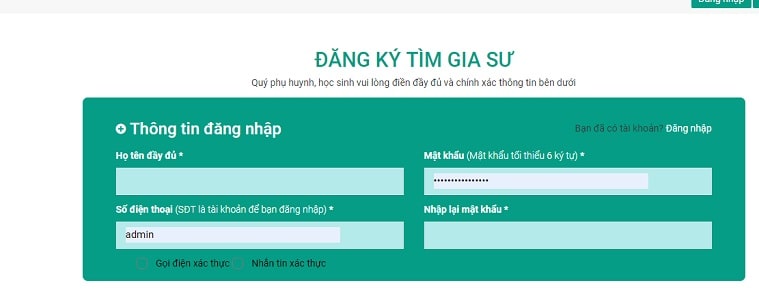 Đăng nhập
ĐĂNG KÝ TÌM GIA SƯ
Quý phụ huynh, học sinh vui lòng điền đầy đủ và chính xác thông tin bên dưới
Thông tin đăng nhập
Bạn đã có tài khoản? Đăng nhập
Họ tên đầy đủ *
Mật khẩu (Mật khẩu tối thiểu 6 ký tự) *
••••••••••••••••
Số điện thoại (SĐT là tài khoản để bạn đăng nhập) *
Nhập lại mật khẩu *
admin
Gọi điện xác thực
Nhắn tin xác thực